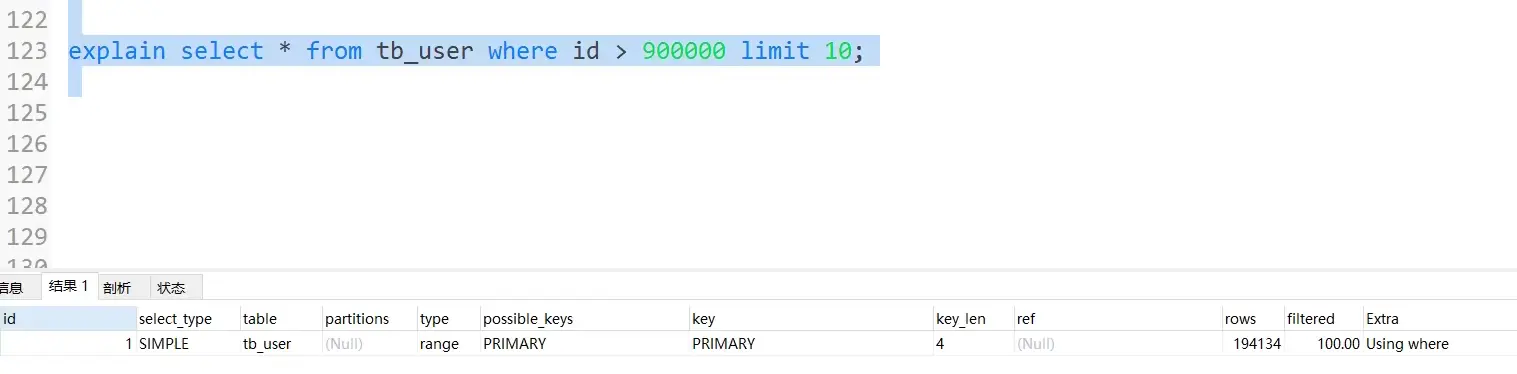 122
123 explain select * from tb_user where id > 900000 limit 10;
124
125
126
127
128
129
130
信息 结果 1 剖析 状态
id select_type table partitions type possible_keys key key_len ref rows filtered Extra
1 SIMPLE tb_user (Null) range PRIMARY PRIMARY 4 (Null) 194134 100.00 Using where